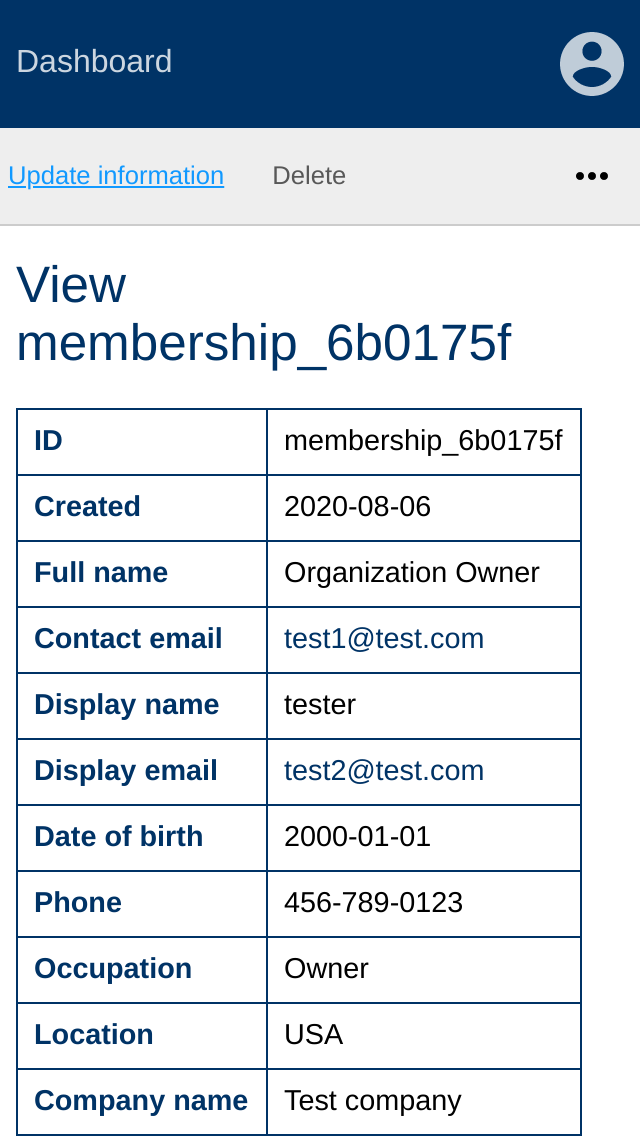 Dashboard
Update information Delete
View
membership_6b0175f
ID membership_6b0175f
Created 2020-08-06
Full name Organization Owner
Contact email test1@test.com
Display name tester
Display email test2@test.com
Date of birth 2000-01-01
Phone 456-789-0123
Occupation Owner
Location USA
Company name Test company